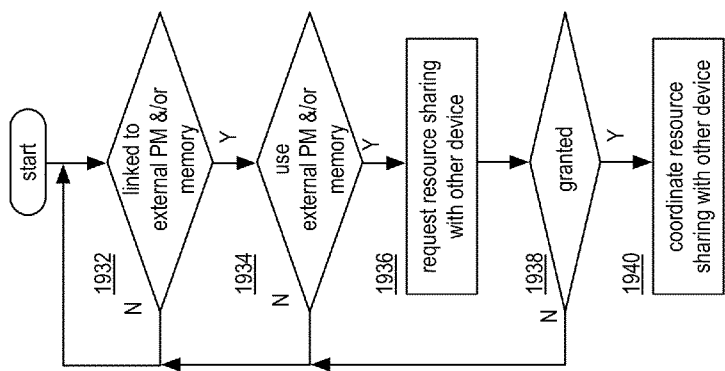 start
linked to
external PM &/or
memory
1932
N
Y
use
external PM &/or
memory
1934
N
Y
request resource sharing
with other device
1936
granted
1938
N
Y
coordinate resource
sharing with other device
1940